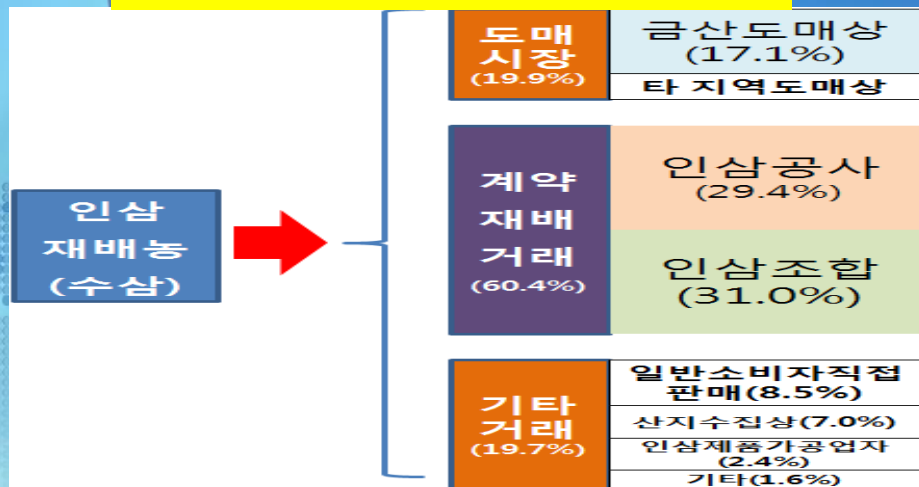 인삼
재배농
(수삼)
도매
시장
(19.9%)
금산도매상
(17.1%)
타 지역도매상
계약
재배
거래
(60.4%)
인삼공사
(29.4%)
인삼조합
(31.0%)
기타
거래
(19.7%)
일반소비자직접
판매(8.5%)
산지수집상(7.0%)
인삼제품가공업자
(2.4%)
기타(1.6%)